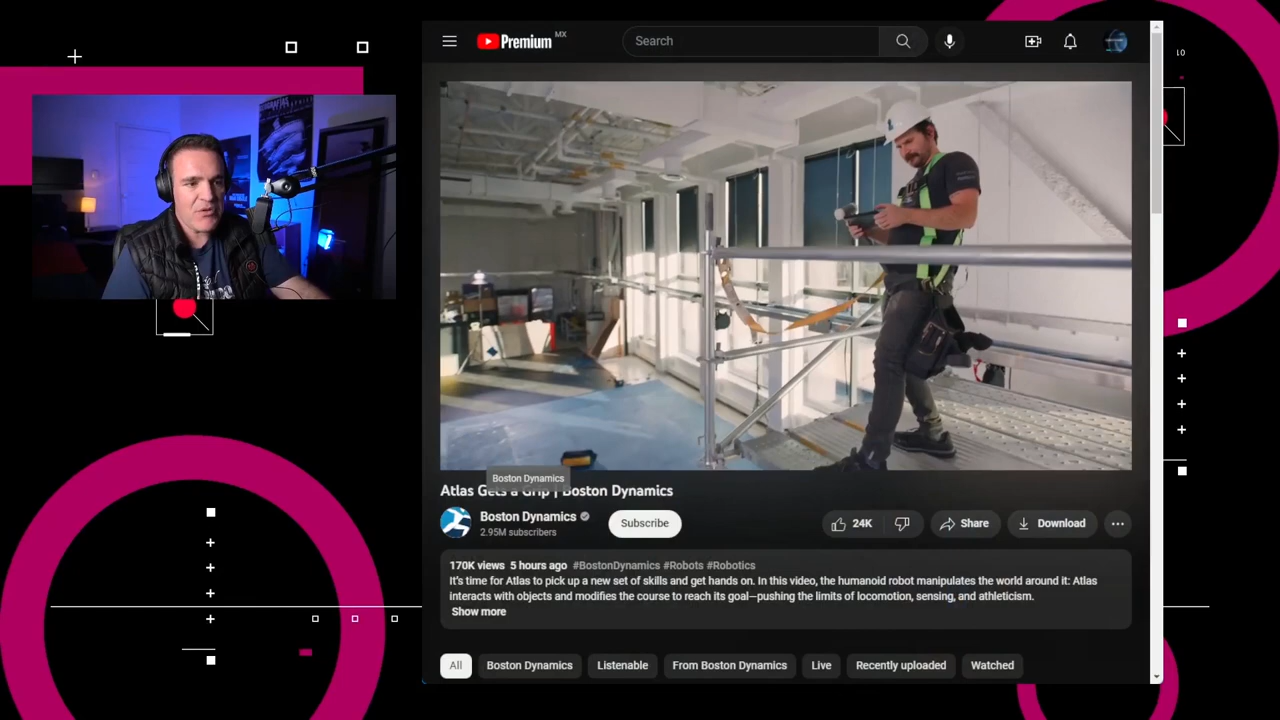 Premium MX
Search
10
Boston Dynamics
Atlas Gets a Grip | Boston Dynamics
Boston Dynamics
2.95M subscribers
Subscribe
24K
Share
Download
170K views 5 hours ago #BostonDynamics #Robots #Robotics
It's time for Atlas to pick up a new set of skills and get hands on. In this video, the humanoid robot manipulates the world around it: Atlas
interacts with objects and modifies the course to reach its goal—pushing the limits of locomotion, sensing, and athleticism.
Show more
All
Boston Dynamics
Listenable
From Boston Dynamics
Live
Recently uploaded
Watched